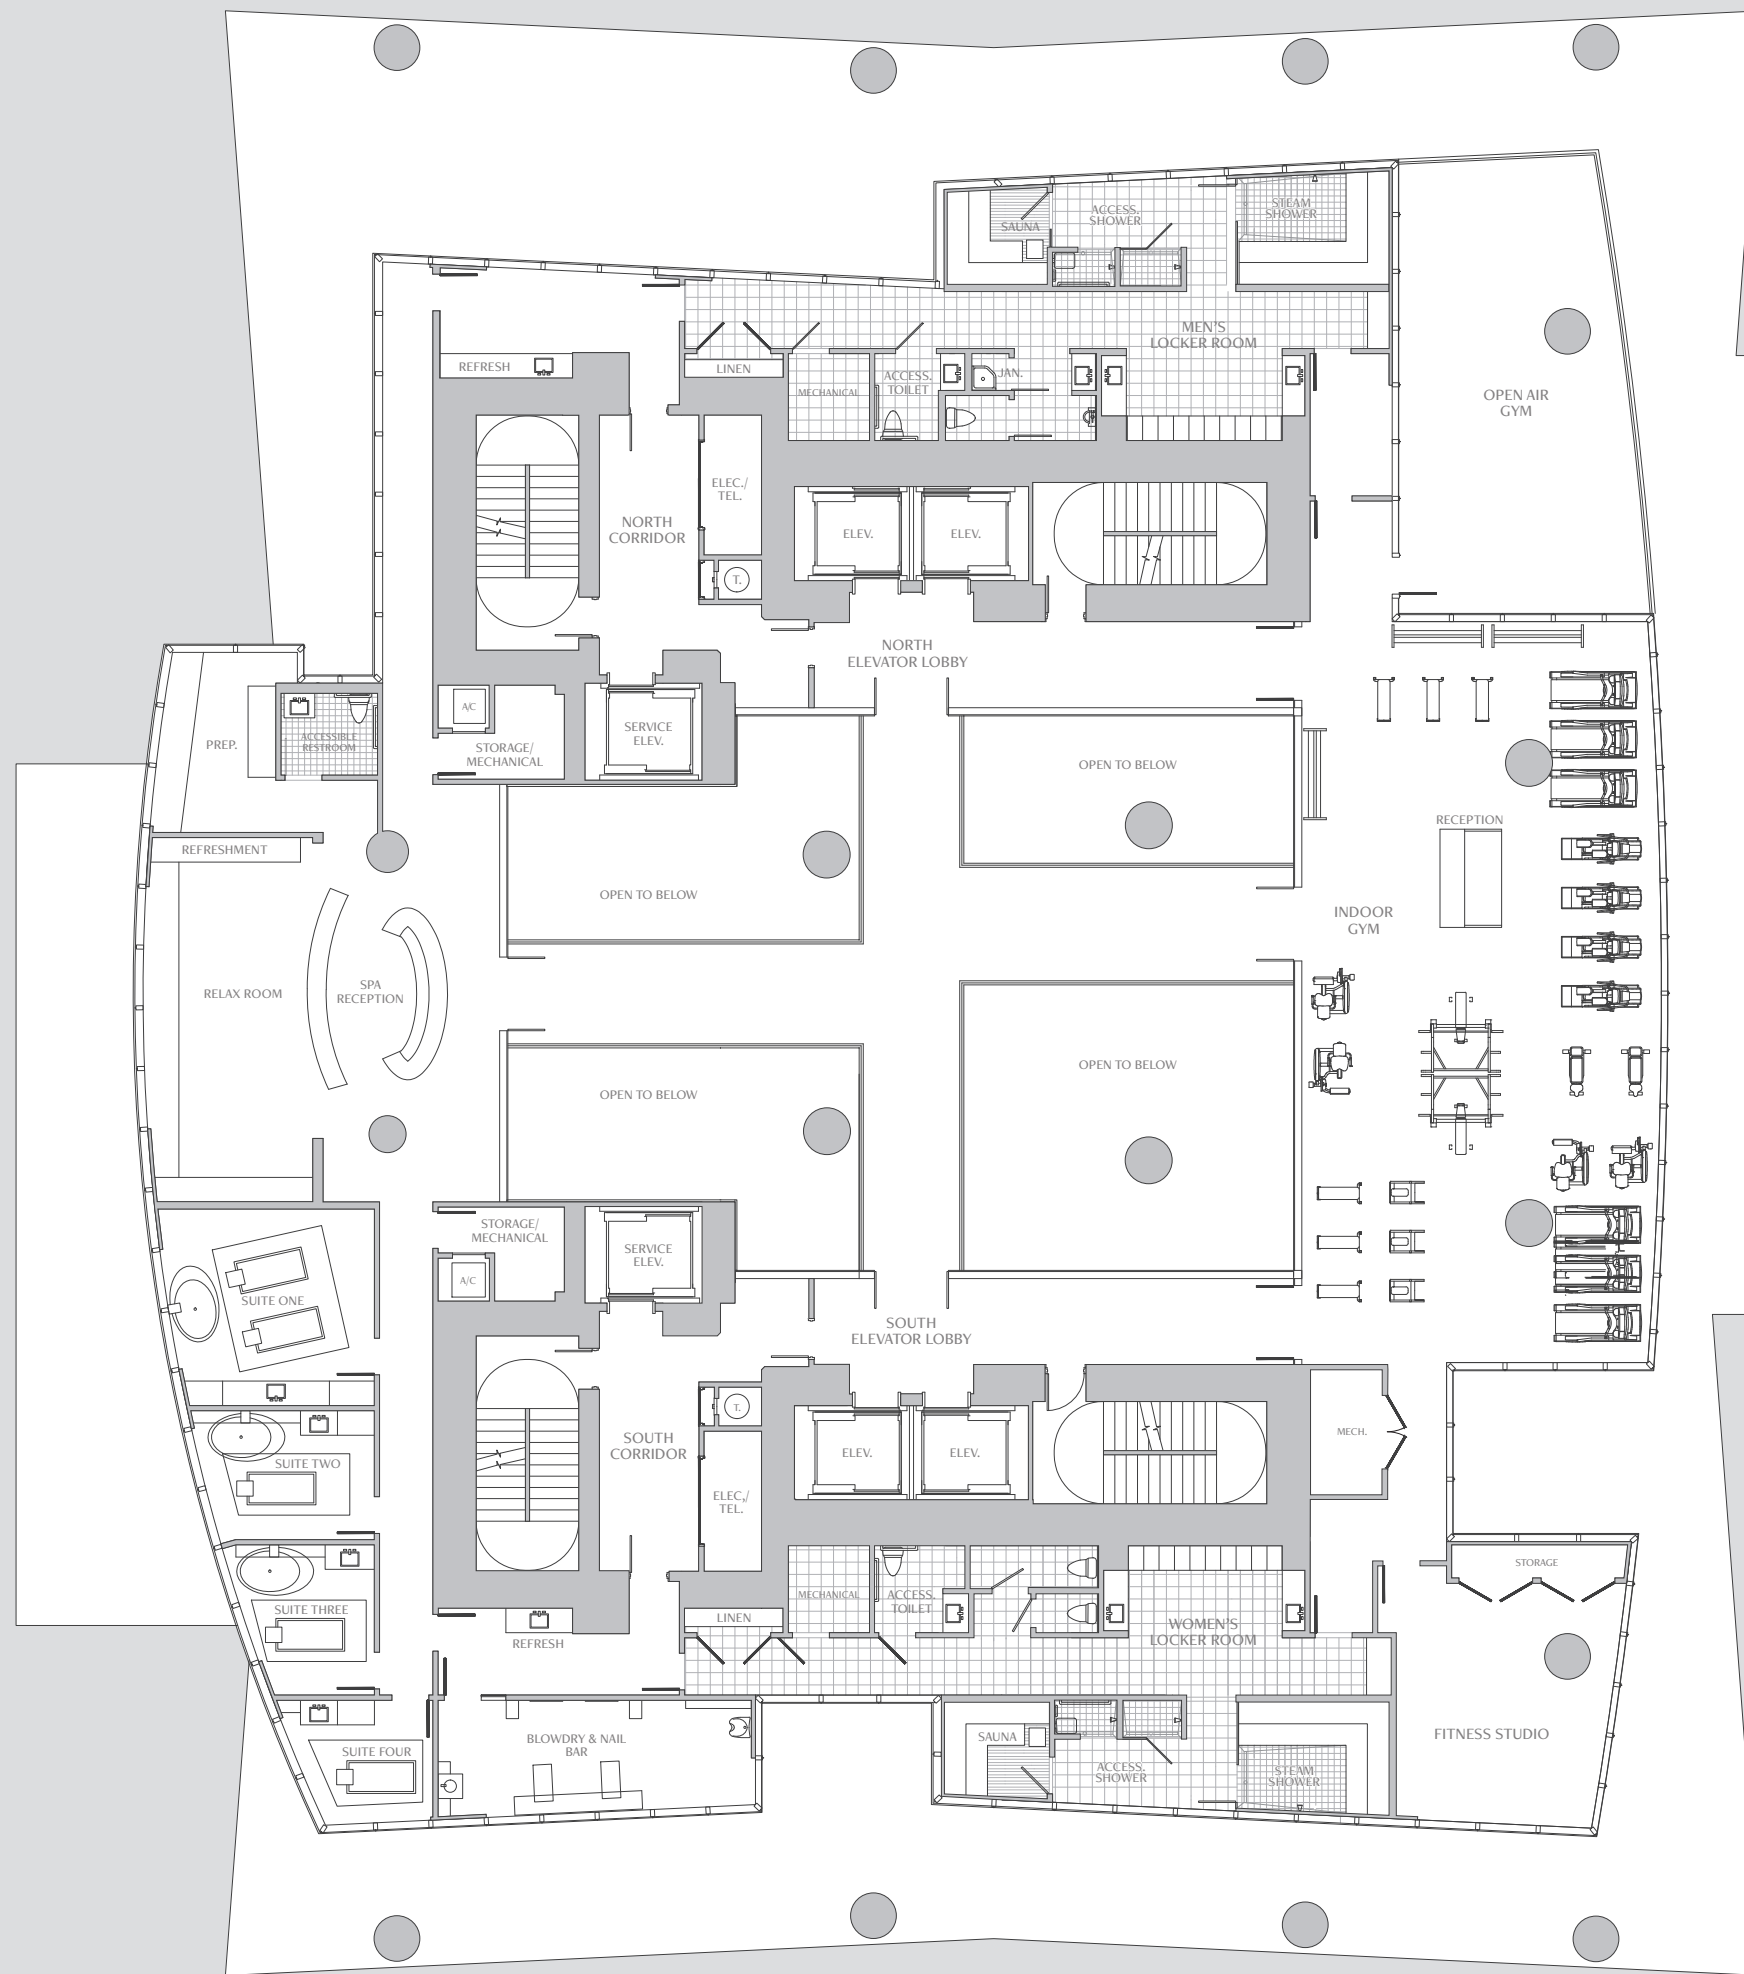 SAUNA
ACCESS.
SHOWER
STEAM
SHOWER
MEN'S
LOCKER ROOM
REFRESH
LINEN
MECHANICAL
ACCESS.
TOILET
JAN.
OPEN AIR
GYM
ELEC./
TEL.
NORTH
CORRIDOR
ELEV.
ELEV.
T.
NORTH
ELEVATOR LOBBY
A/C
SERVICE
ELEV.
STORAGE/
MECHANICAL
PREP.
ACCESSIBLE
RESTROOM
OPEN TO BELOW
RECEPTION
REFRESHMENT
OPEN TO BELOW
INDOOR
GYM
RELAX ROOM
SPA
RECEPTION
OPEN TO BELOW
OPEN TO BELOW
STORAGE/
MECHANICAL
SERVICE
ELEV.
A/C
SUITE ONE
SOUTH
ELEVATOR LOBBY
T.
MECH.
SOUTH
CORRIDOR
ELEV.
ELEV.
SUITE TWO
ELEC,/
TEL.
STORAGE
MECHANICAL
ACCESS.
TOILET
SUITE THREE
LINEN
WOMEN'S
LOCKER ROOM
REFRESH
FITNESS STUDIO
SAUNA
BLOWDRY & NAIL
BAR
SUITE FOUR
ACCESS.
SHOWER
STEAM
SHOWER